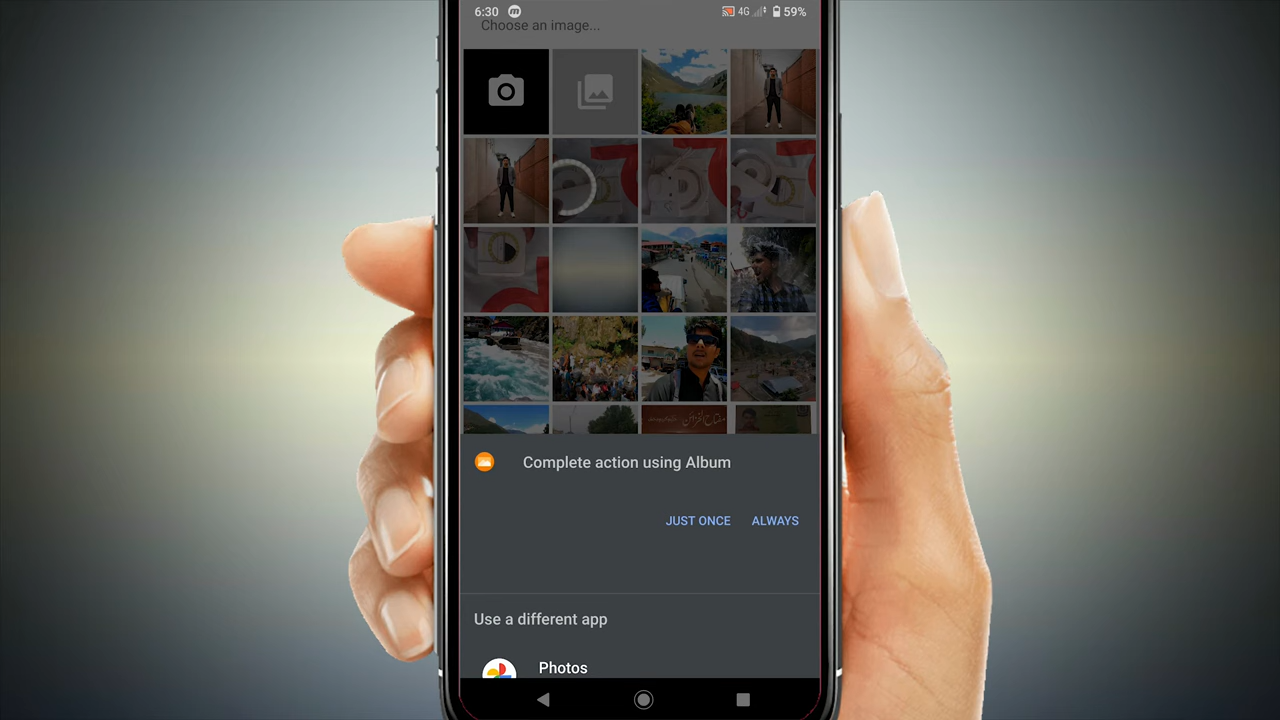 6:30
4G
59%
Choose an image...
Complete action using Album
JUST ONCE
ALWAYS
Use a different app
Photos